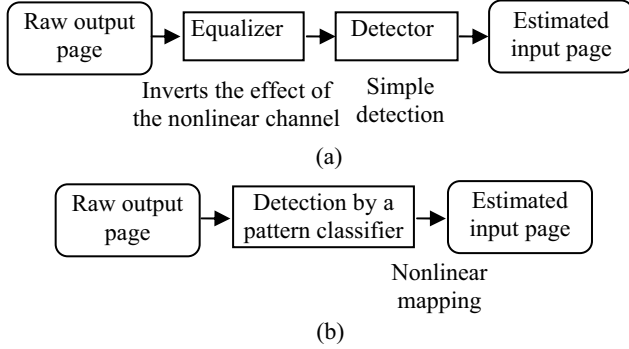 Raw output
page
Equalizer
Detector
Estimated
input page
Inverts the effect of
the nonlinear channel
Simple
detection
(a)
Raw output
page
Detection by a
pattern classifier
Estimated
input page
Nonlinear
mapping
(b)